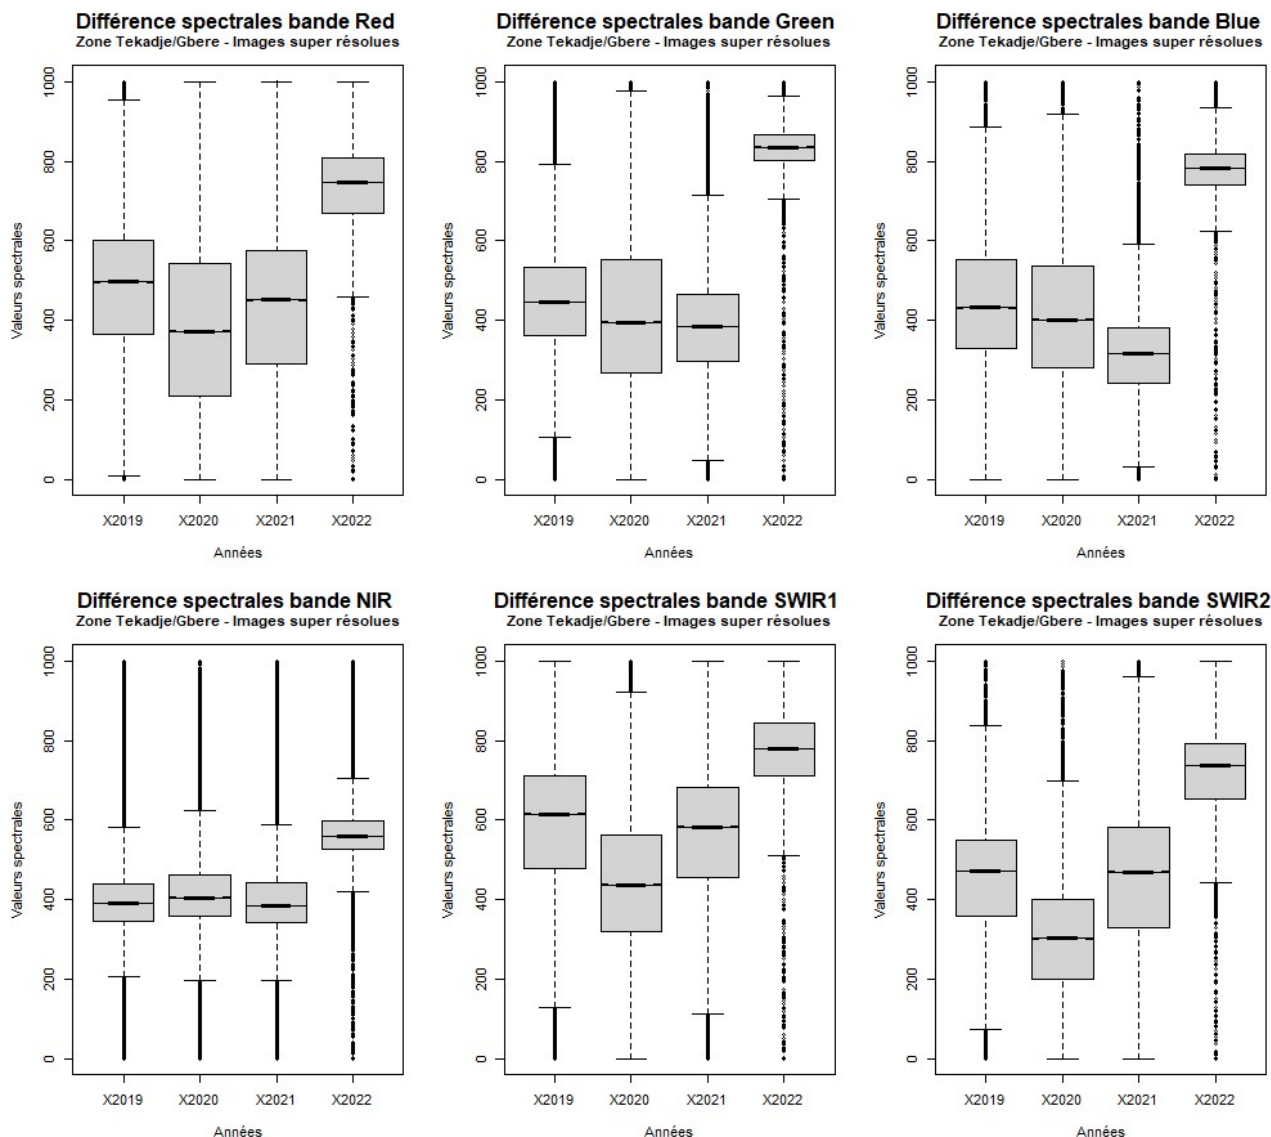 Différence spectrales bande Red
Zone Tekadje/Gbere - Images super résolues
Valeurs spectrales
1000
800
600
400
200
0
X2019 X2020 X2021 X2022
Années
Différence spectrales bande Green
Zone Tekadje/Gbere - Images super résolues
Valeurs spectrales
1000
800
600
400
200
0
X2019 X2020 X2021 X2022
Années
Différence spectrales bande Blue
Zone Tekadje/Gbere - Images super résolues
Valeurs spectrales
1000
800
600
400
200
0
X2019 X2020 X2021 X2022
Années
Différence spectrales bande NIR
Zone Tekadje/Gbere - Images super résolues
Valeurs spectrales
1000
800
600
400
200
0
X2019 X2020 X2021 X2022
Années
Différence spectrales bande SWIR1
Zone Tekadje/Gbere - Images super résolues
Valeurs spectrales
1000
800
600
400
200
0
X2019 X2020 X2021 X2022
Années
Différence spectrales bande SWIR2
Zone Tekadje/Gbere - Images super résolues
Valeurs spectrales
1000
800
600
400
200
0
X2019 X2020 X2021 X2022
Années